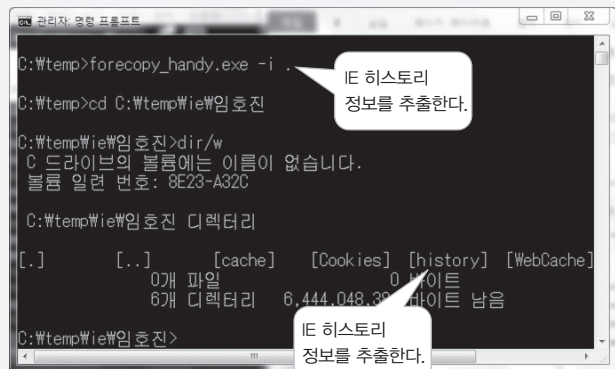 관리자: 명령 프롬프트
C:₩temp>forecopy_handy.exe -i .
IE 히스토리
정보를 추출한다.
C:₩temp>cd C:₩temp₩ie₩임호진
C:₩temp₩ie₩임호진>dir/w
C 드라이브의 볼륨에는 이름이 없습니다.
볼륨 일련 번호: 8E23-A32C
C:₩temp₩ie₩임호진 디렉터리
[.] [..] [cache] [Cookies] [history] [WebCache]
0개 파일 0 바이트
6개 디렉터리 바이트 남음
IE 히스토리
정보를 추출한다.
C:₩temp₩ie₩임호진>